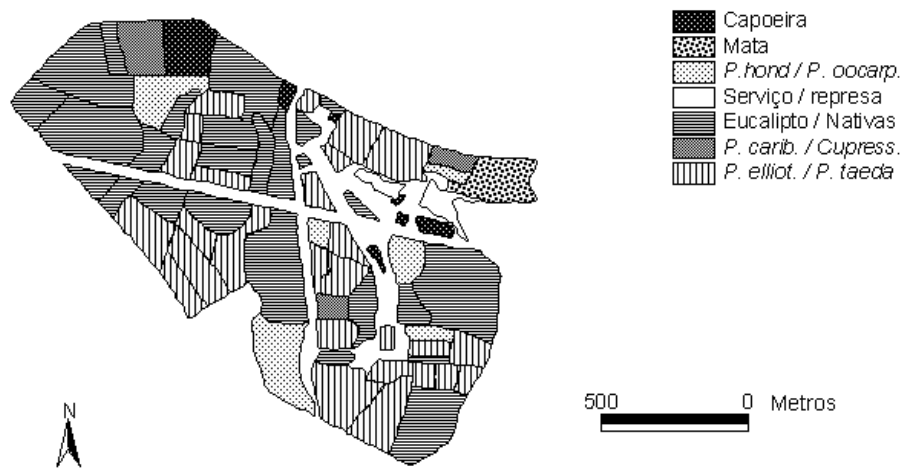 Capoeira
Mata
P.hond / P. oocarp.
Serviço / represa
Eucalipto / Nativas
P. carib. / Cupress.
P. elliot. / P. taeda
500 0 Metros
N